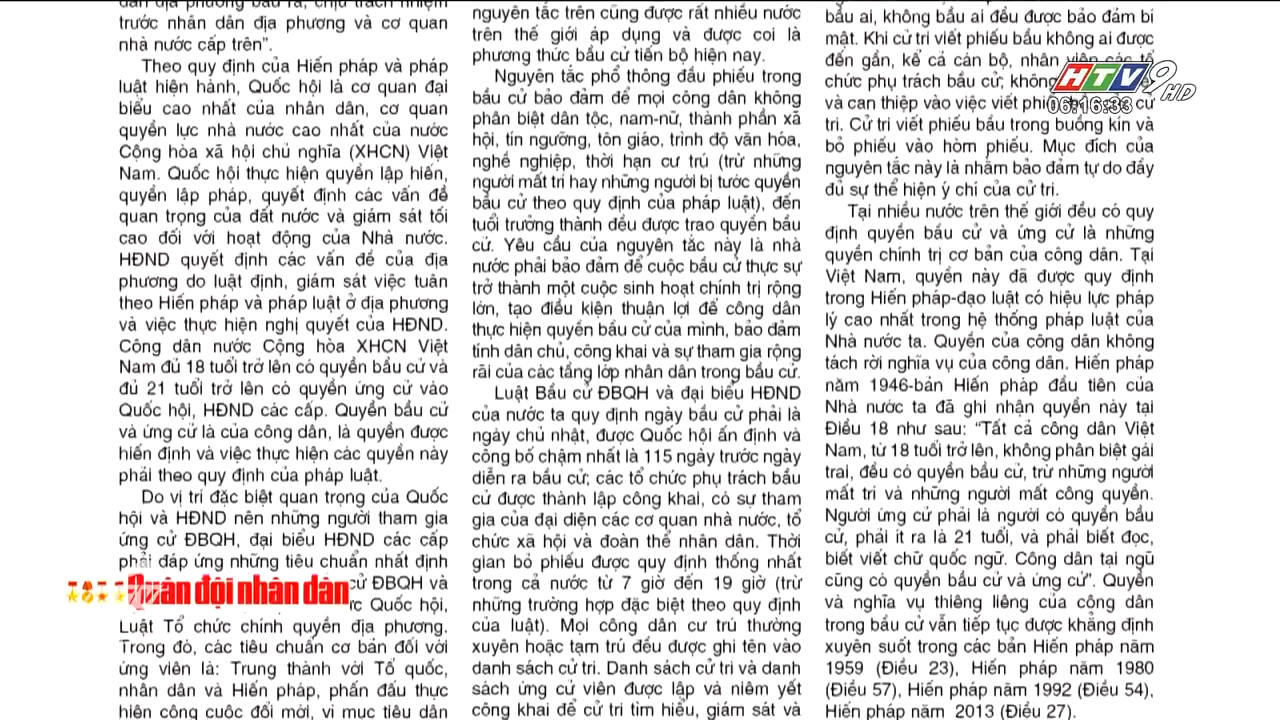 dân địa phương bầu ra, chịu trách nhiệm
trước nhân dân địa phương và cơ quan
nhà nước cấp trên”.
Theo quy định của Hiến pháp và pháp
luật hiện hành, Quốc hội là cơ quan đại
biểu cao nhất của nhân dân, cơ quan
quyền lực nhà nước cao nhất của nước
Cộng hòa xã hội chủ nghĩa (XHCN) Việt
Nam. Quốc hội thực hiện quyền lập hiến,
quyền lập pháp, quyết định các vấn đề
quan trọng của đất nước và giám sát tối
cao đối với hoạt động của Nhà nước.
HĐND quyết định các vấn đề của địa
phương do luật định, giám sát việc tuân
theo Hiến pháp và pháp luật ở địa phương
và việc thực hiện nghị quyết của HĐND.
Công dân nước Cộng hòa XHCN Việt
Nam đủ 18 tuổi trở lên có quyền bầu cử và
đủ 21 tuổi trở lên có quyền ứng cử vào
Quốc hội, HĐND các cấp. Quyền bầu cử
và ứng cử là của công dân, là quyền được
hiến định và việc thực hiện các quyền này
phải theo quy định của pháp luật.
Do vị trí đặc biệt quan trọng của Quốc
hội và HĐND nên những người tham gia
ứng cử ĐBQH, đại biểu HĐND các cấp
phải đáp ứng những tiêu chuẩn nhất định
cử ĐBQH và
Quốc hội,
Luật Tổ chức chính quyền địa phương.
Trong đó, các tiêu chuẩn cơ bản đối với
ứng viên là: Trung thành với Tổ quốc,
nhân dân và Hiến pháp, phấn đấu thực
hiện công cuộc đổi mới, vì mục tiêu dân
nguyên tắc trên cũng được rất nhiều nước
trên thế giới áp dụng và được coi là
phương thức bầu cử tiến bộ hiện nay.
Nguyên tắc phổ thông đầu phiếu trong
bầu cử bảo đảm để mọi công dân không
phân biệt dân tộc, nam-nữ, thành phần xã
hội, tín ngưỡng, tôn giáo, trình độ văn hóa,
nghề nghiệp, thời hạn cư trú (trừ những
người mất trí hay những người bị tước quyền
bầu cử theo quy định của pháp luật), đến
tuổi trưởng thành đều được trao quyền bầu
cử. Yêu cầu của nguyên tắc này là nhà
nước phải bảo đảm để cuộc bầu cử thực sự
trở thành một cuộc sinh hoạt chính trị rộng
lớn, tạo điều kiện thuận lợi để công dân
thực hiện quyền bầu cử của mình, bảo đảm
tính dân chủ, công khai và sự tham gia rộng
rãi của các tầng lớp nhân dân trong bầu cử.
Luật Bầu cử ĐBQH và đại biểu HĐND
của nước ta quy định ngày bầu cử phải là
ngày chủ nhật, được Quốc hội ấn định và
công bố chậm nhất là 115 ngày trước ngày
diễn ra bầu cử; các tổ chức phụ trách bầu
cử được thành lập công khai, có sự tham
gia của đại diện các cơ quan nhà nước, tổ
chức xã hội và đoàn thể nhân dân. Thời
gian bỏ phiếu được quy định thống nhất
trong cả nước từ 7 giờ đến 19 giờ (trừ
những trường hợp đặc biệt theo quy định
của luật). Mọi công dân cư trú thường
xuyên hoặc tạm trú đều được ghi tên vào
danh sách cử tri. Danh sách cử tri và danh
sách ứng cử viên được lập và niêm yết
công khai để cử tri tìm hiểu, giám sát và
bầu ai, không bầu ai đều được bảo đảm bí
mật. Khi cử tri viết phiếu bầu không ai được
đến gần, kể cả cán bộ, nhân viên các tổ
chức phụ trách bầu cử; không
và can thiệp vào việc viết phiếu cử
tri. Cử tri viết phiếu bầu trong buồng kín và
bỏ phiếu vào hòm phiếu. Mục đích của
nguyên tắc này là nhằm bảo đảm tự do đầy
đủ sự thể hiện ý chí của cử tri.
Tại nhiều nước trên thế giới đều có quy
định quyền bầu cử và ứng cử là những
quyền chính trị cơ bản của công dân. Tại
Việt Nam, quyền này đã được quy định
trong Hiến pháp-đạo luật có hiệu lực pháp
lý cao nhất trong hệ thống pháp luật của
Nhà nước ta. Quyền của công dân không
tách rời nghĩa vụ của công dân. Hiến pháp
năm 1946-bản Hiến pháp đầu tiên của
Nhà nước ta đã ghi nhận quyền này tại
Điều 18 như sau: “Tất cả công dân Việt
Nam, từ 18 tuổi trở lên, không phân biệt gái
trai, đều có quyền bầu cử, trừ những người
mất trí và những người mất công quyền.
Người ứng cử phải là người có quyền bầu
cử, phải ít ra là 21 tuổi, và phải biết đọc,
biết viết chữ quốc ngữ. Công dân tại ngũ
cũng có quyền bầu cử và ứng cử”. Quyền
và nghĩa vụ thiêng liêng của công dân
trong bầu cử vẫn tiếp tục được khẳng định
xuyên suốt trong các bản Hiến pháp năm
1959 (Điều 23), Hiến pháp năm 1980
(Điều 57), Hiến pháp năm 1992 (Điều 54),
Hiến pháp năm 2013 (Điều 27).
HTV9 HD
06:16:33
Quân đội nhân dân